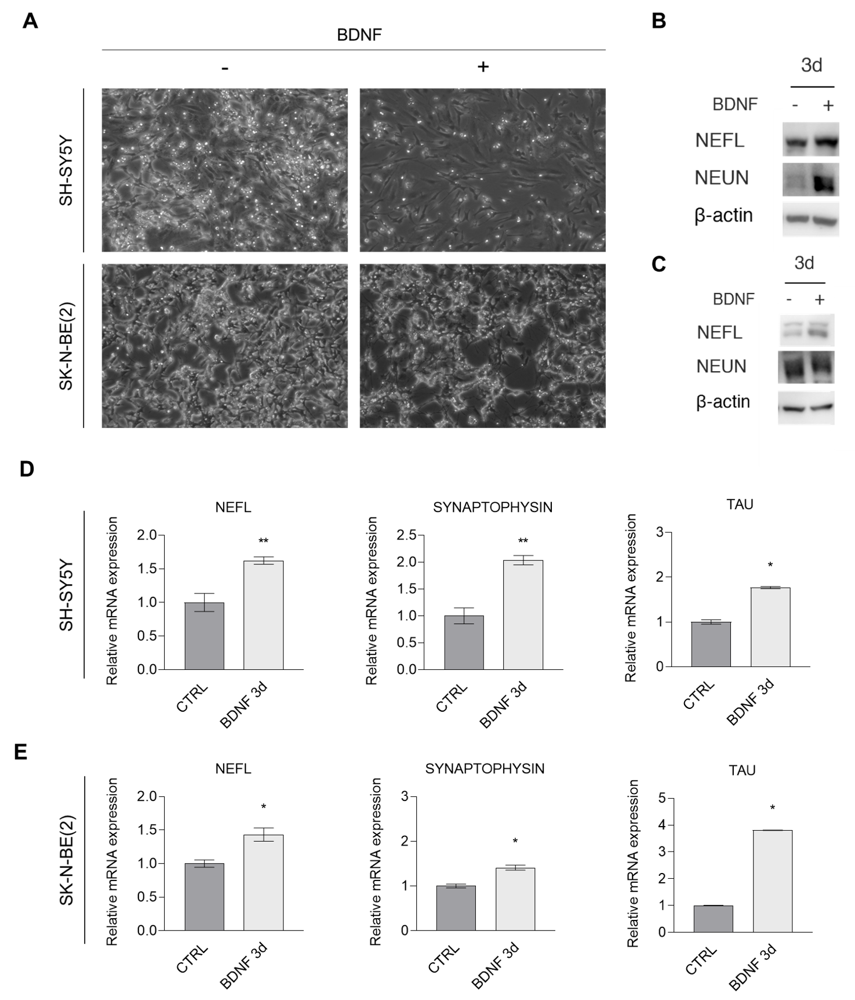 A
BDNF
-
+
SH-SY5Y
SK-N-BE(2)
B
3d
BDNF - +
NEFL
NEUN
β-actin
C
3d
BDNF - +
NEFL
NEUN
β-actin
D
SH-SY5Y
NEFL
Relative mRNA expression
2.0
1.5
1.0
0.5
0.0
**
CTRL
BDNF 3d
SYNAPTOPHYSIN
Relative mRNA expression
2.5
2.0
1.5
1.0
0.5
0.0
**
CTRL
BDNF 3d
TAU
Relative mRNA expression
3
2
1
0
*
CTRL
BDNF 3d
E
SK-N-BE(2)
NEFL
Relative mRNA expression
2.0
1.5
1.0
0.5
0.0
*
CTRL
BDNF 3d
SYNAPTOPHYSIN
Relative mRNA expression
3
2
1
0
*
CTRL
BDNF 3d
TAU
Relative mRNA expression
5
4
3
2
1
0
*
CTRL
BDNF 3d